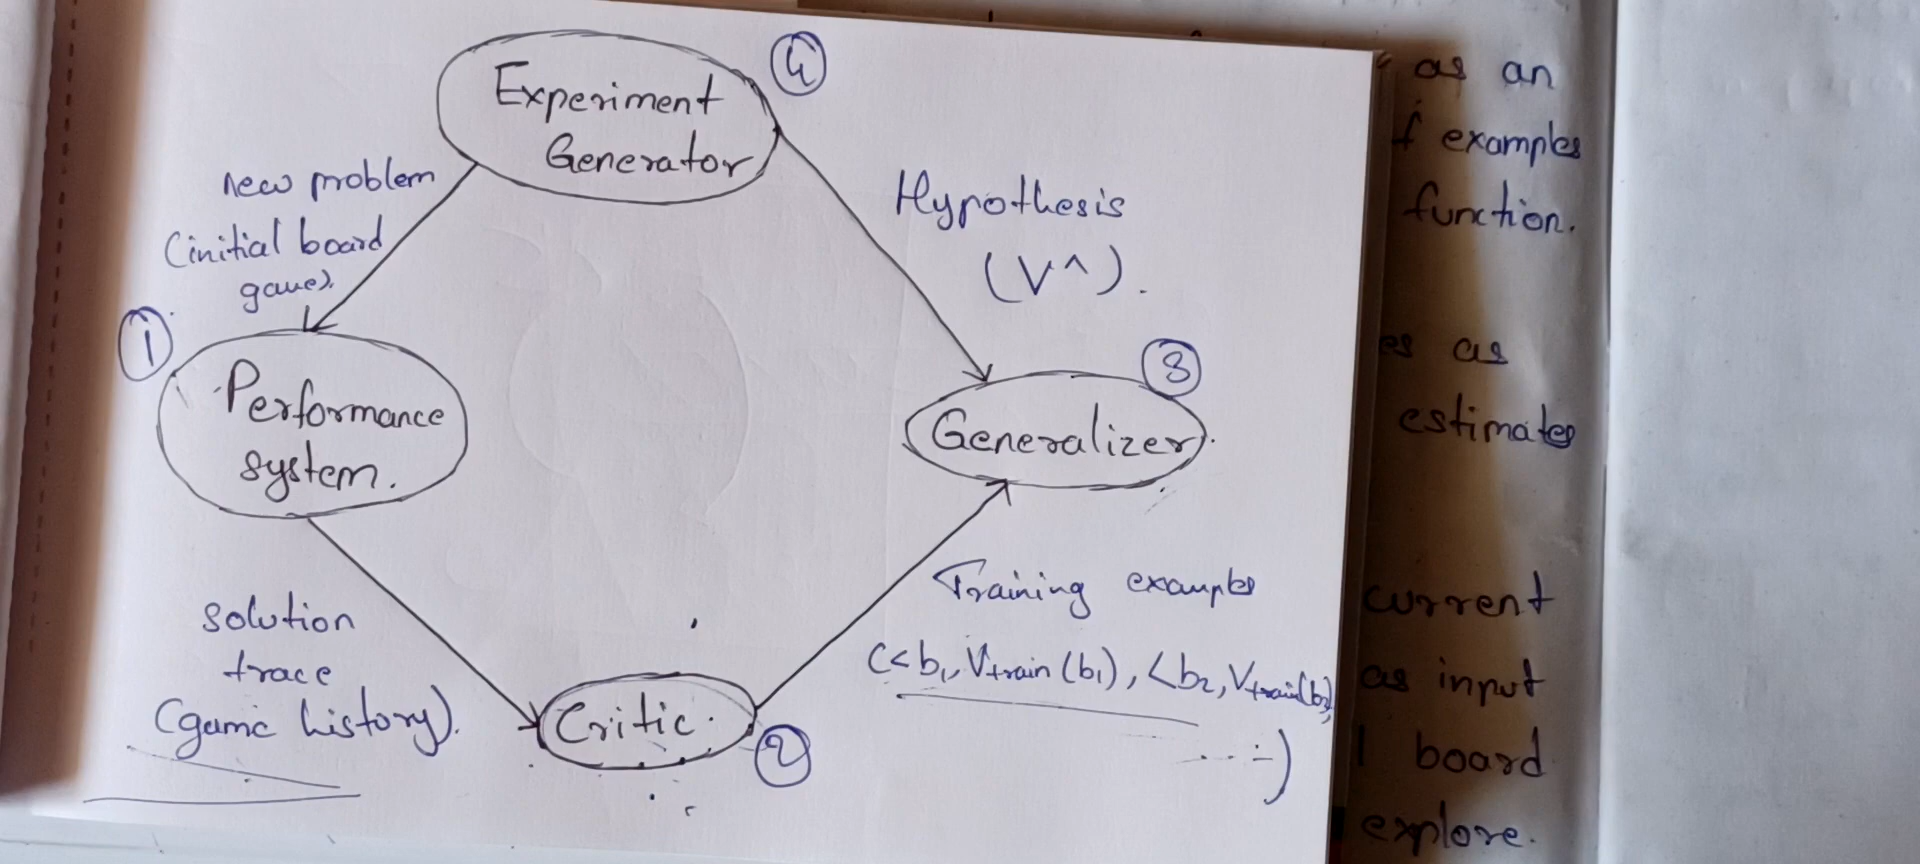 Experiment
Generator
4
new problem
(initial board
game).
Hypothesis
(V^).
1
Performance
system.
3
Generalizer.
solution
trace
(game history).
Critic.
2
Training examples
(<b1, Vtrain (b1), <b2, Vtrain(b2),
...)
as an
f examples
function.
es as
estimates
current
as input
board
explore.